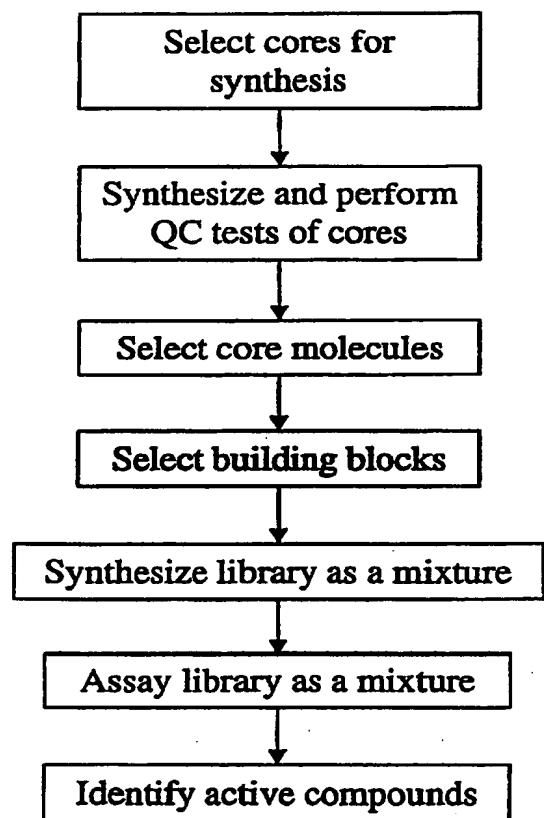 Select cores for
synthesis
Synthesize and perform
QC tests of cores
Select core molecules
Select building blocks
Synthesize library as a mixture
Assay library as a mixture
Identify active compounds